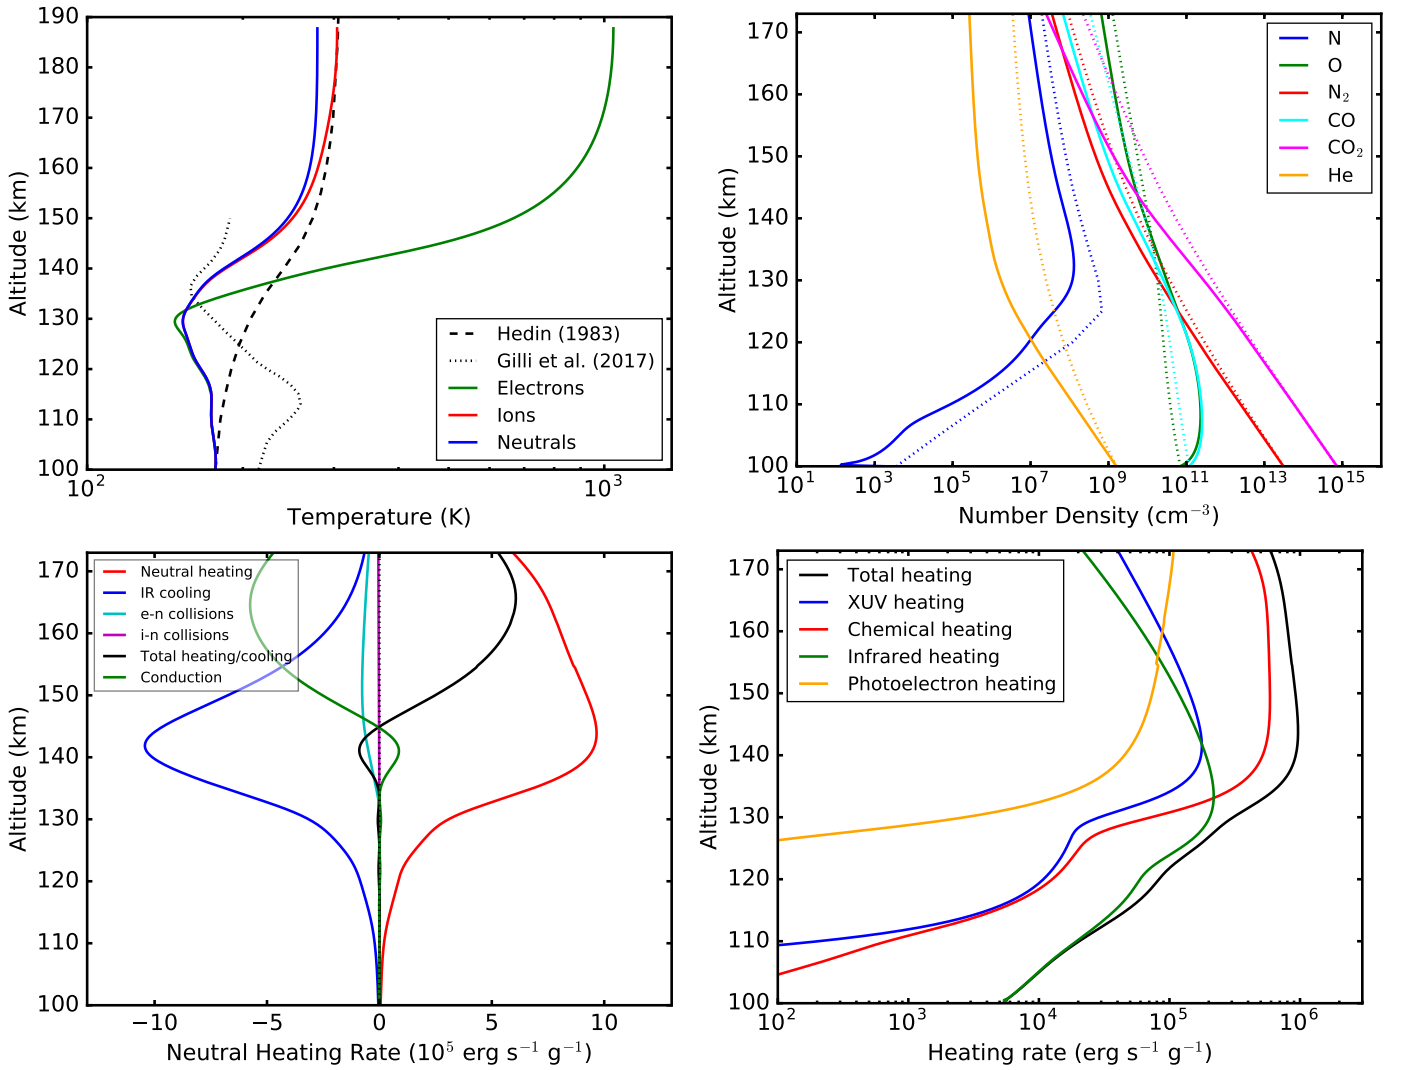 190
180
170
160
150
140
130
120
110
100
Altitude (km)
Hedin (1983)
Gilli et al. (2017)
Electrons
Ions
Neutrals
10² 10³
Temperature (K)
170
160
150
140
130
120
110
100
Altitude (km)
N
O
N₂
CO
CO₂
He
10¹ 10³ 10⁵ 10⁷ 10⁹ 10¹¹ 10¹³ 10¹⁵
Number Density (cm⁻³)
170
160
150
140
130
120
110
100
Altitude (km)
Neutral heating
IR cooling
e-n collisions
i-n collisions
Total heating/cooling
Conduction
−10 −5 0 5 10
Neutral Heating Rate (10⁵ erg s⁻¹ g⁻¹)
170
160
150
140
130
120
110
100
Altitude (km)
Total heating
XUV heating
Chemical heating
Infrared heating
Photoelectron heating
10² 10³ 10⁴ 10⁵ 10⁶
Heating rate (erg s⁻¹ g⁻¹)